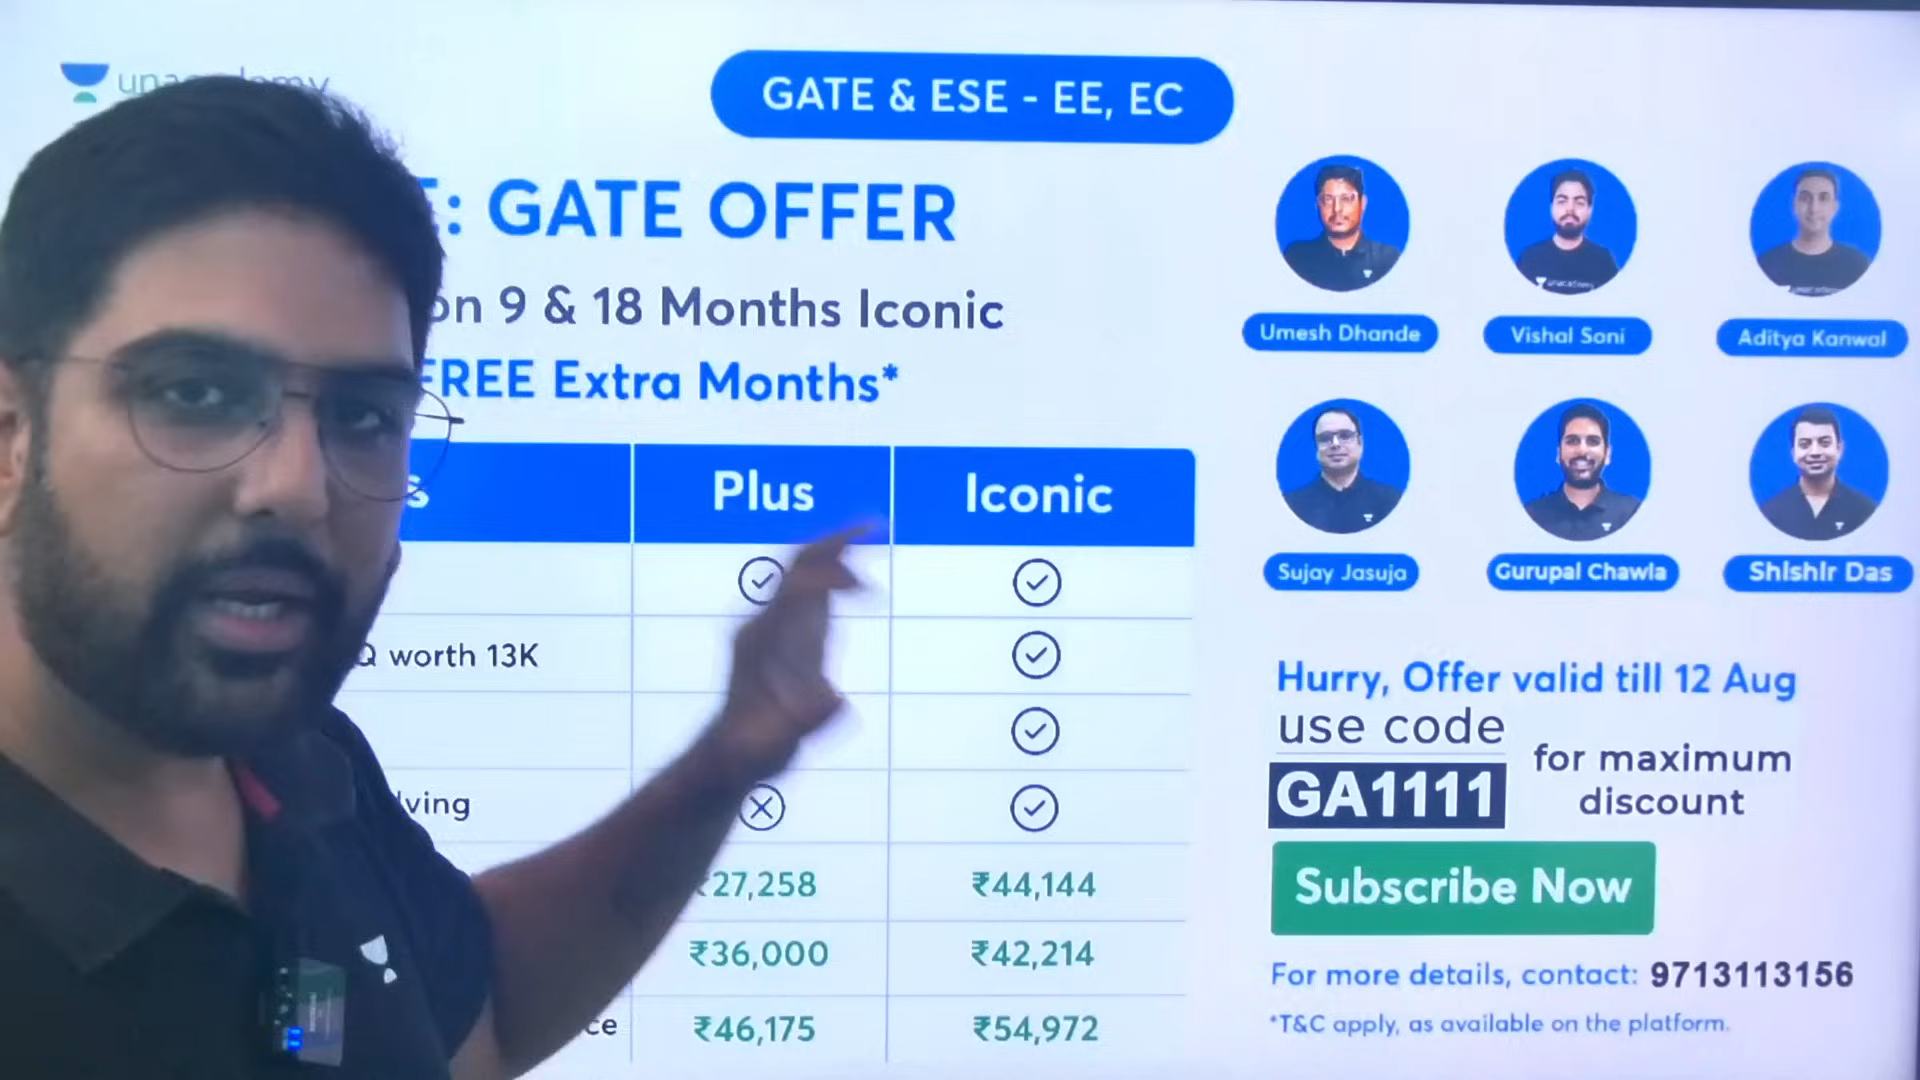 unacademy
GATE & ESE - EE, EC
: GATE OFFER
on 9 & 18 Months Iconic
FREE Extra Months*
Plus Iconic
worth 13K
₹27,258 ₹44,144
₹36,000 ₹42,214
₹46,175 ₹54,972
Umesh Dhande
Vishal Soni
Aditya Kanwal
Sujay Jasuja
Gurupal Chawla
Shishir Das
Hurry, Offer valid till 12 Aug
use code
GA1111
for maximum
discount
Subscribe Now
For more details, contact: 9713113156
*T&C apply, as available on the platform.